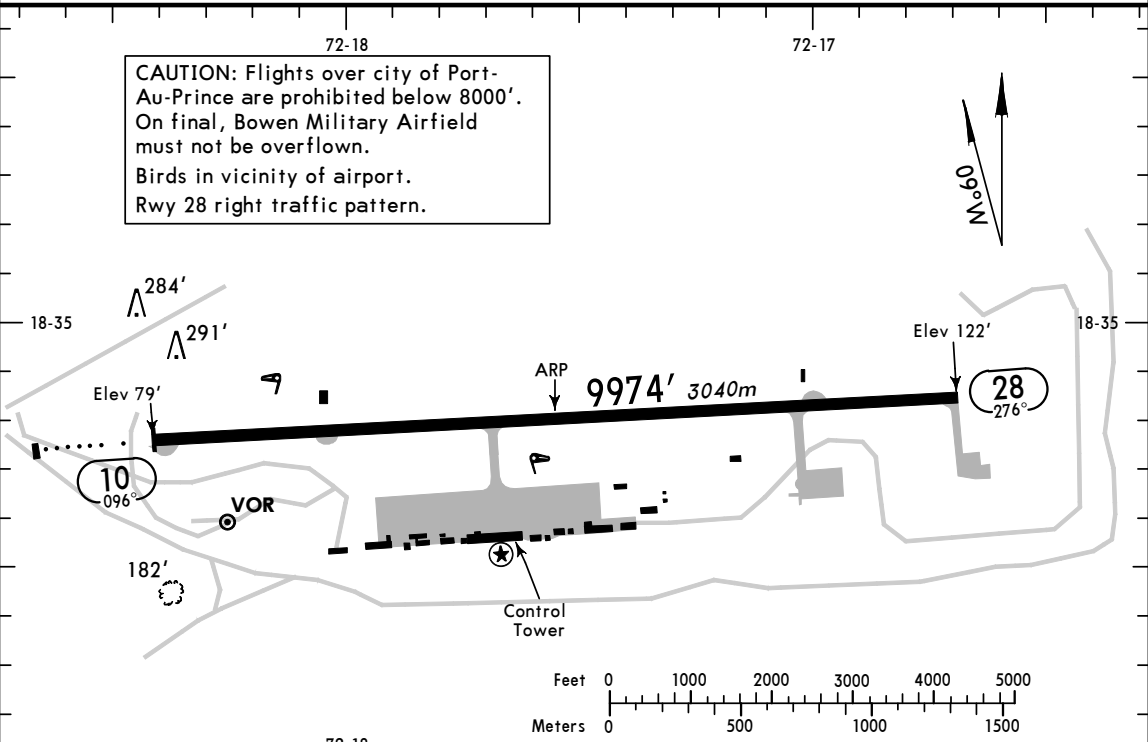 72-18
72-17
CAUTION: Flights over city of Port-
Au-Prince are prohibited below 8000'.
On final, Bowen Military Airfield
must not be overflown.
Birds in vicinity of airport.
Rwy 28 right traffic pattern.
09°W
284'
18-35
18-35
291'
Elev 122'
ARP
9974' 3040m
28
276°
Elev 79'
10
096°
VOR
182'
Control
Tower
Feet 0 1000 2000 3000 4000 5000
Meters 0 500 1000 1500
72-18